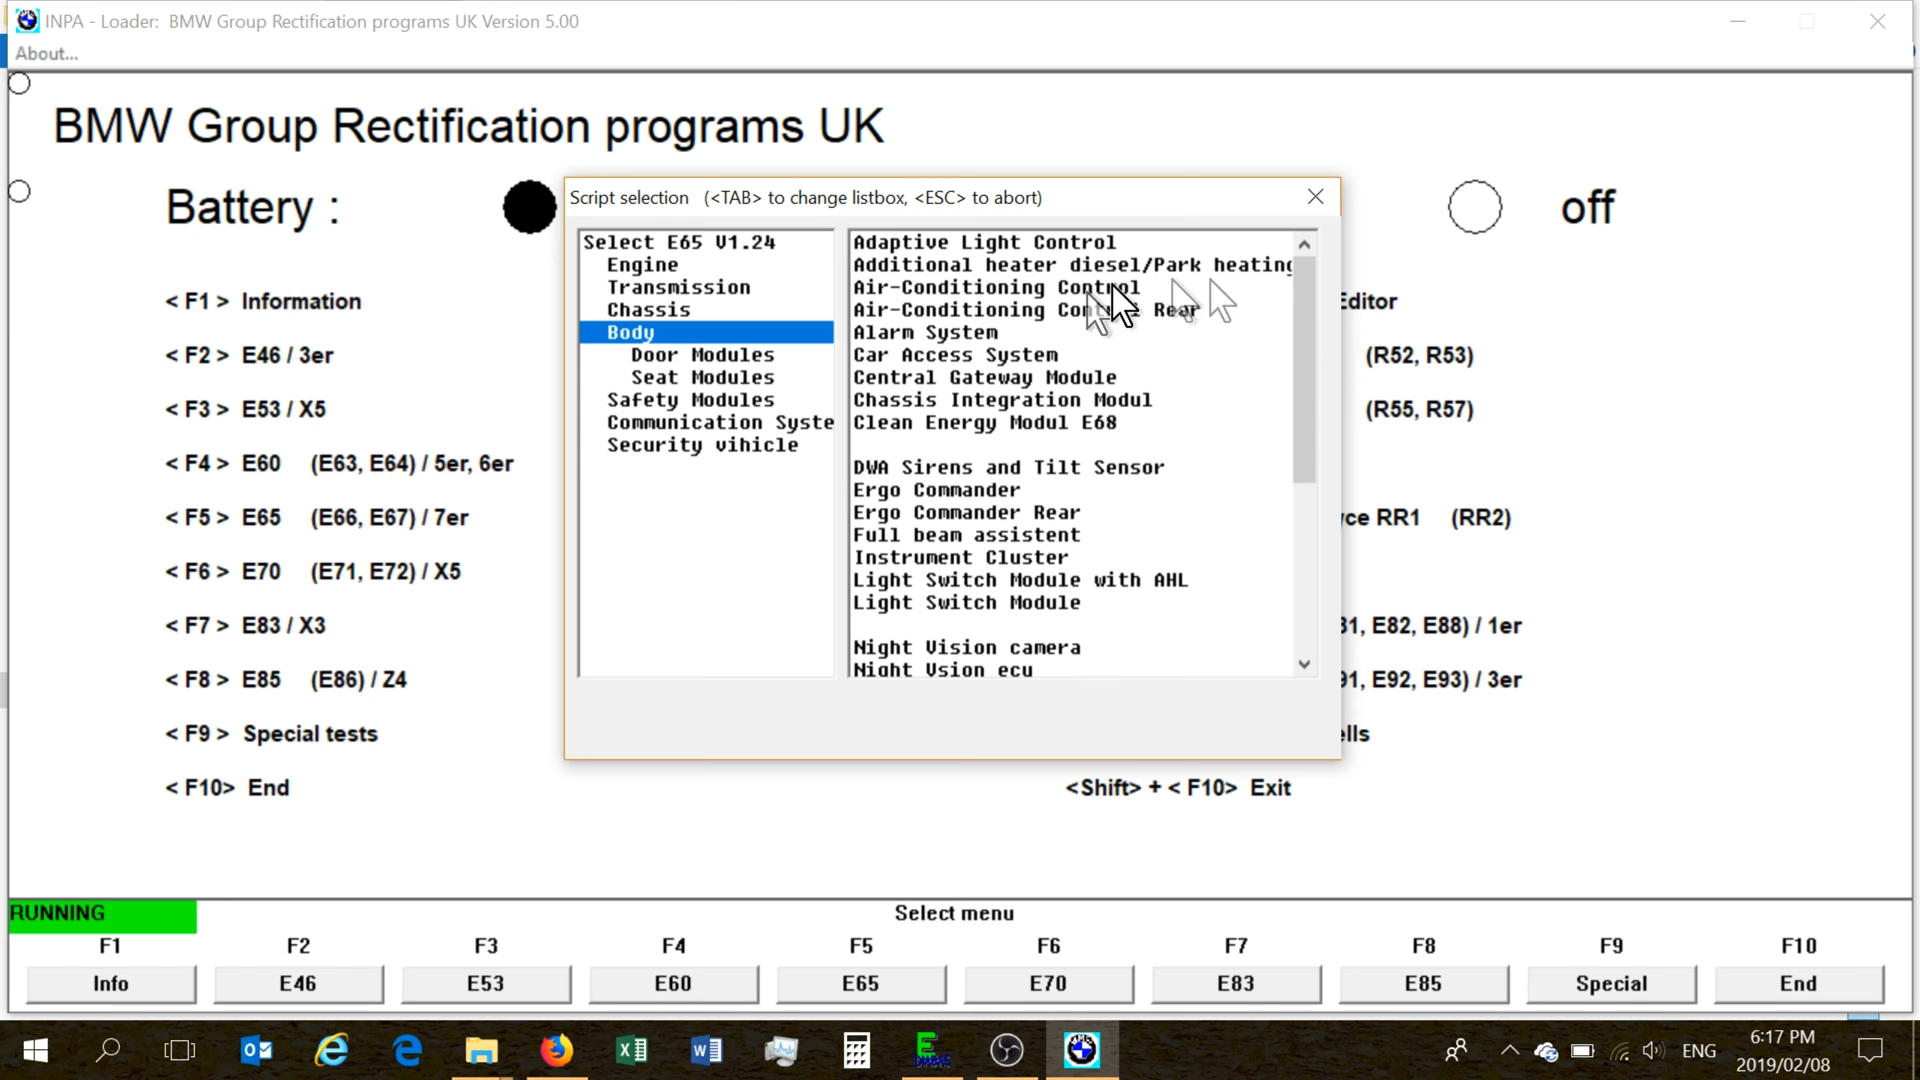 INPA - Loader:  BMW Group Rectification programs UK Version 5.00
About...
BMW Group Rectification programs UK
Battery :
off
< F1 >  Information
< F2 >  E46 / 3er
< F3 >  E53 / X5
< F4 >  E60    (E63, E64) / 5er, 6er
< F5 >  E65    (E66, E67) / 7er
< F6 >  E70    (E71, E72) / X5
< F7 >  E83 / X3
< F8 >  E85    (E86) / Z4
< F9 >  Special tests
< F10>  End
Script selection   (<TAB> to change listbox, <ESC> to abort)
Select E65 V1.24
Engine
Transmission
Chassis
Body
Door Modules
Seat Modules
Safety Modules
Communication Syste
Security vihicle
Adaptive Light Control
Additional heater diesel/Park heating
Air-Conditioning Control
Air-Conditioning Control Rear
Alarm System
Car Access System
Central Gateway Module
Chassis Integration Modul
Clean Energy Modul E68
DWA Sirens and Tilt Sensor
Ergo Commander
Ergo Commander Rear
Full beam assistent
Instrument Cluster
Light Switch Module with AHL
Light Switch Module
Night Vision camera
Night Vsion ecu
Editor
(R52, R53)
(R55, R57)
yce RR1    (RR2)
31, E82, E88) / 1er
91, E92, E93) / 3er
ells
<Shift> + < F10>  Exit
RUNNING
Select menu
F1 F2 F3 F4 F5 F6 F7 F8 F9 F10
Info E46 E53 E60 E65 E70 E83 E85 Special End
ENG
6:17 PM
2019/02/08